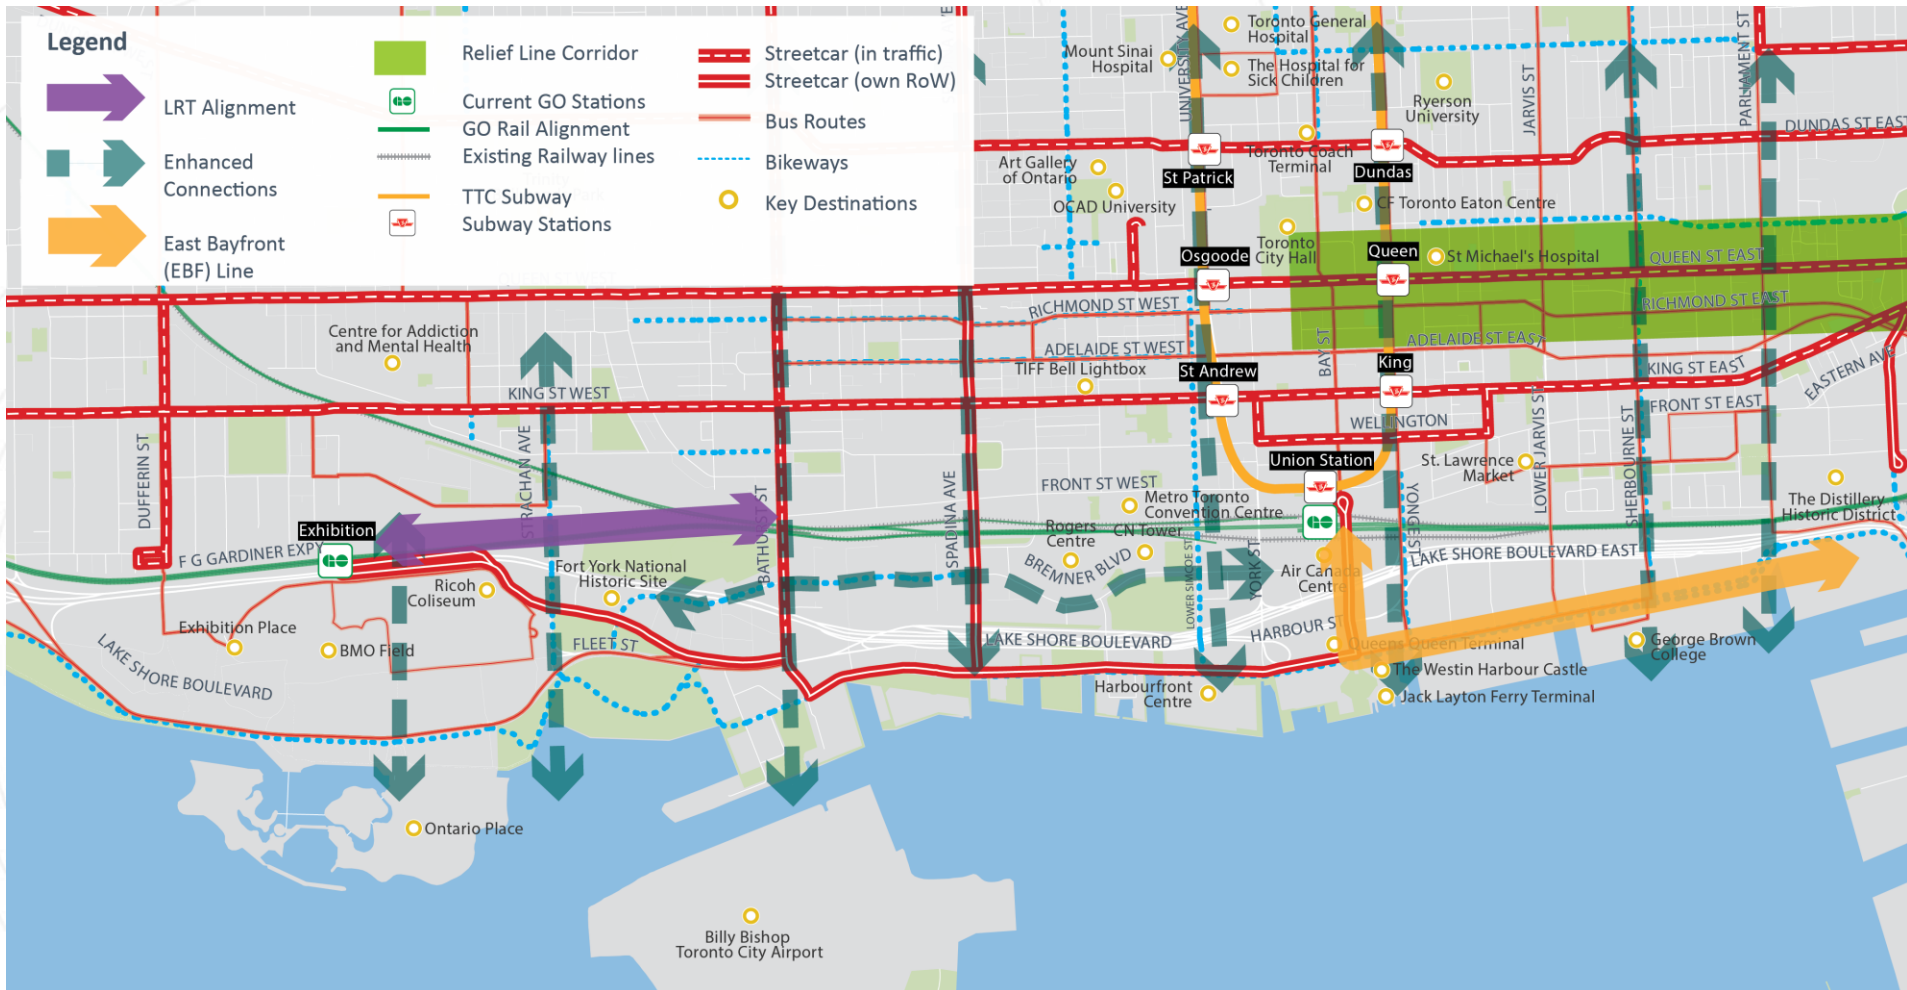 Legend
LRT Alignment
Enhanced
Connections
East Bayfront
(EBF) Line
Relief Line Corridor
Current GO Stations
GO Rail Alignment
Existing Railway lines
TTC Subway
Subway Stations
Streetcar (in traffic)
Streetcar (own RoW)
Bus Routes
Bikeways
Key Destinations
UNIVERSITY AVE
Toronto General
Hospital
Mount Sinai
Hospital
The Hospital for
Sick Children
Ryerson
University
JARVIS ST
PARLIAMENT ST
DUNDAS ST EAST
Art Gallery
of Ontario
St Patrick
Toronto Coach
Terminal
Dundas
OCAD University
CF Toronto Eaton Centre
Toronto
City Hall
Osgoode
Queen
St Michael's Hospital
QUEEN ST EAST
QUEEN ST WEST
RICHMOND ST WEST
RICHMOND ST EAST
Centre for Addiction
and Mental Health
ADELAIDE ST WEST
BAY ST
ADELAIDE ST EAST
TIFF Bell Lightbox
St Andrew
King
KING ST EAST
EASTERN AVE
KING ST WEST
FRONT ST EAST
WELLINGTON
DUFFERIN ST
STRACHAN AVE
BATHURST ST
SPADINA AVE
Union Station
St. Lawrence
Market
LOWER JARVIS ST
SHERBOURNE ST
FRONT ST WEST
Metro Toronto
Convention Centre
The Distillery
Historic District
Exhibition
F G GARDINER EXPY
Rogers
Centre
CN Tower
BREMNER BLVD
YONGE ST
LAKE SHORE BOULEVARD EAST
Fort York National
Historic Site
Ricoh
Coliseum
LOWER SIMCOE ST
YORK ST
Air Canada
Centre
Exhibition Place
BMO Field
FLEET ST
LAKE SHORE BOULEVARD
HARBOUR ST
Queens Quay Terminal
George Brown
College
LAKE SHORE BOULEVARD
Harbourfront
Centre
The Westin Harbour Castle
Jack Layton Ferry Terminal
Ontario Place
Billy Bishop
Toronto City Airport